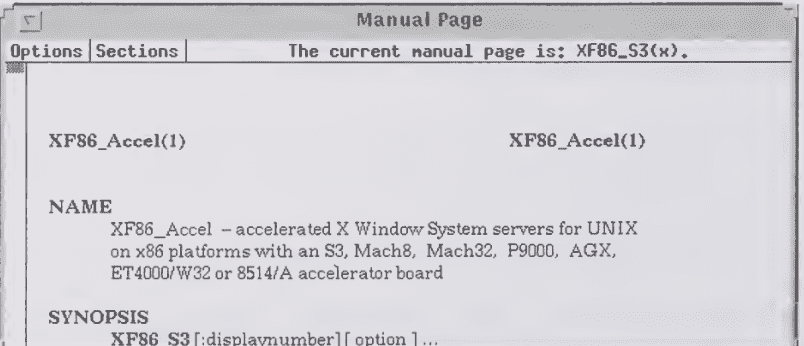 Manual Page
Options Sections The current manual page is: XF86_S3(x).
XF86_Accel(1) XF86_Accel(1)
NAME
XF86_Accel – accelerated X Window System servers for UNIX
on x86 platforms with an S3, Mach8, Mach32, P9000, AGX,
ET4000/W32 or 8514/A accelerator board
SYNOPSIS
XF86_S3 [:displaynumber] [ option ] ...